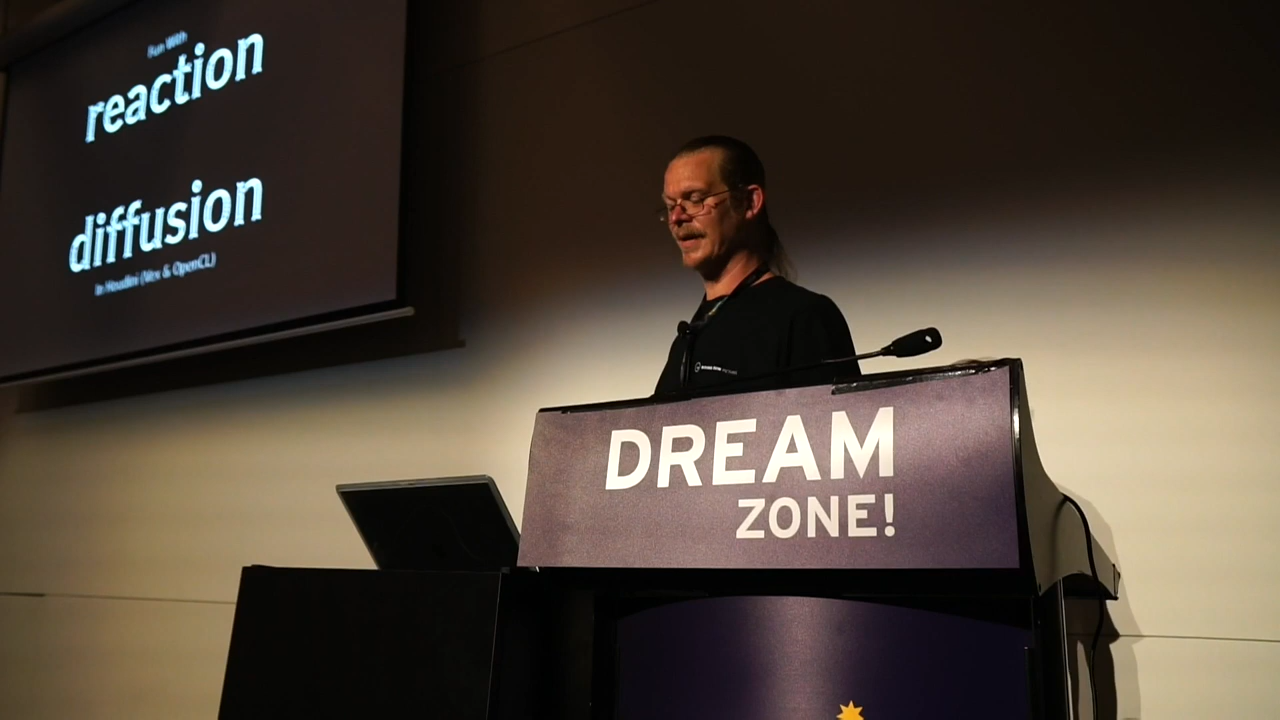 Fun With
reaction
diffusion
In Houdini (Vex & OpenCL)
DREAM
ZONE!